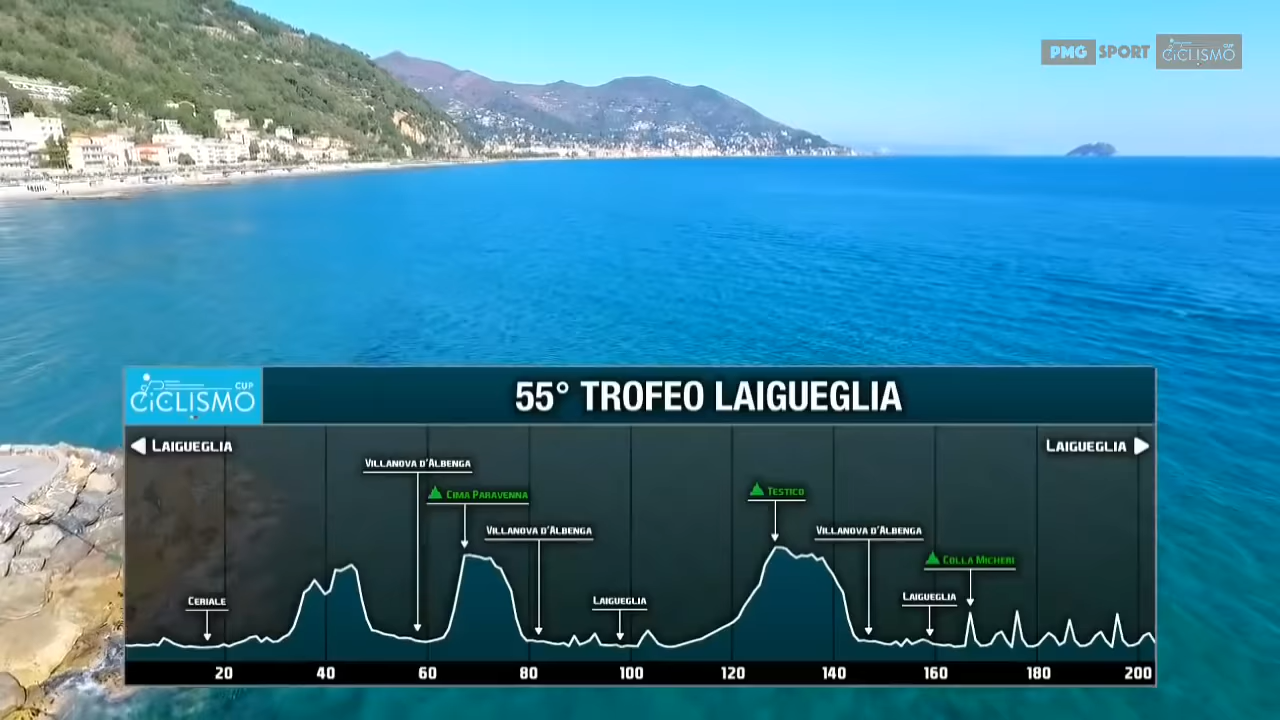 PMG SPORT CICLISMO CUP
CICLISMO CUP
55° TROFEO LAIGUEGLIA
LAIGUEGLIA
LAIGUEGLIA
VILLANOVA D'ALBENGA
CIMA PARAVENNA
TESTICO
VILLANOVA D'ALBENGA
VILLANOVA D'ALBENGA
COLLA MICHERI
CERIALE
LAIGUEGLIA
LAIGUEGLIA
20 40 60 80 100 120 140 160 180 200